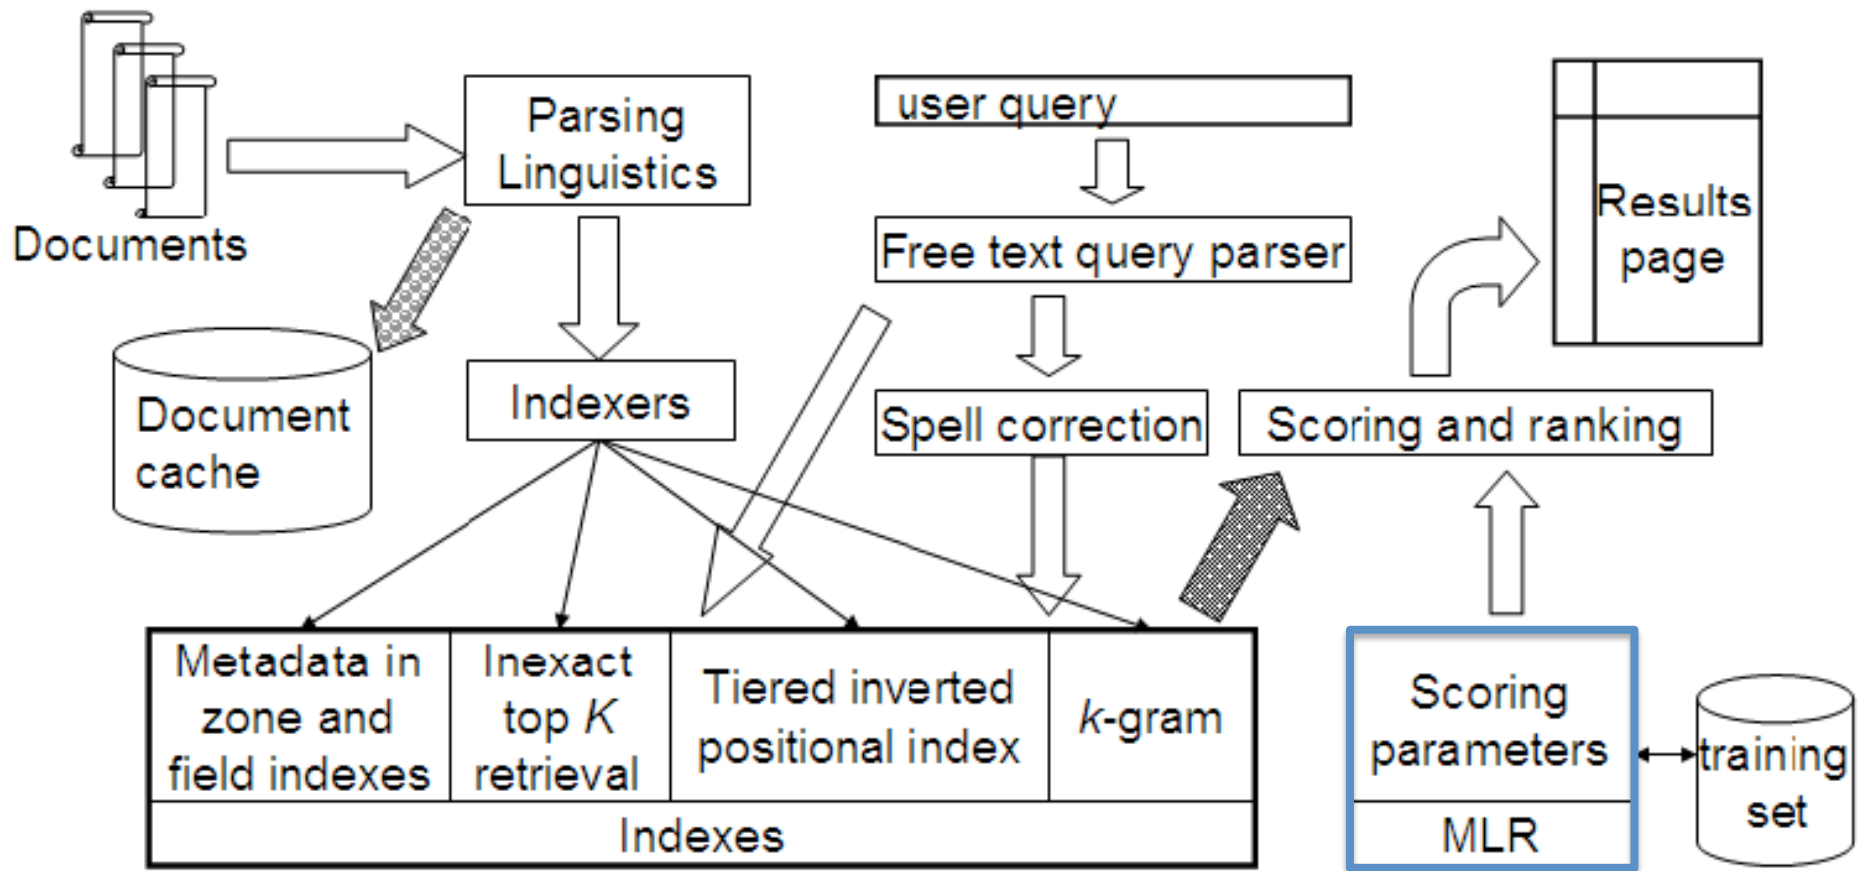 Documents
Parsing
Linguistics
Document
cache
Indexers
user query
Free text query parser
Spell correction
Scoring and ranking
Results
page
Metadata in
zone and
field indexes
Inexact
top K
retrieval
Tiered inverted
positional index
k-gram
Indexes
Scoring
parameters
MLR
training
set